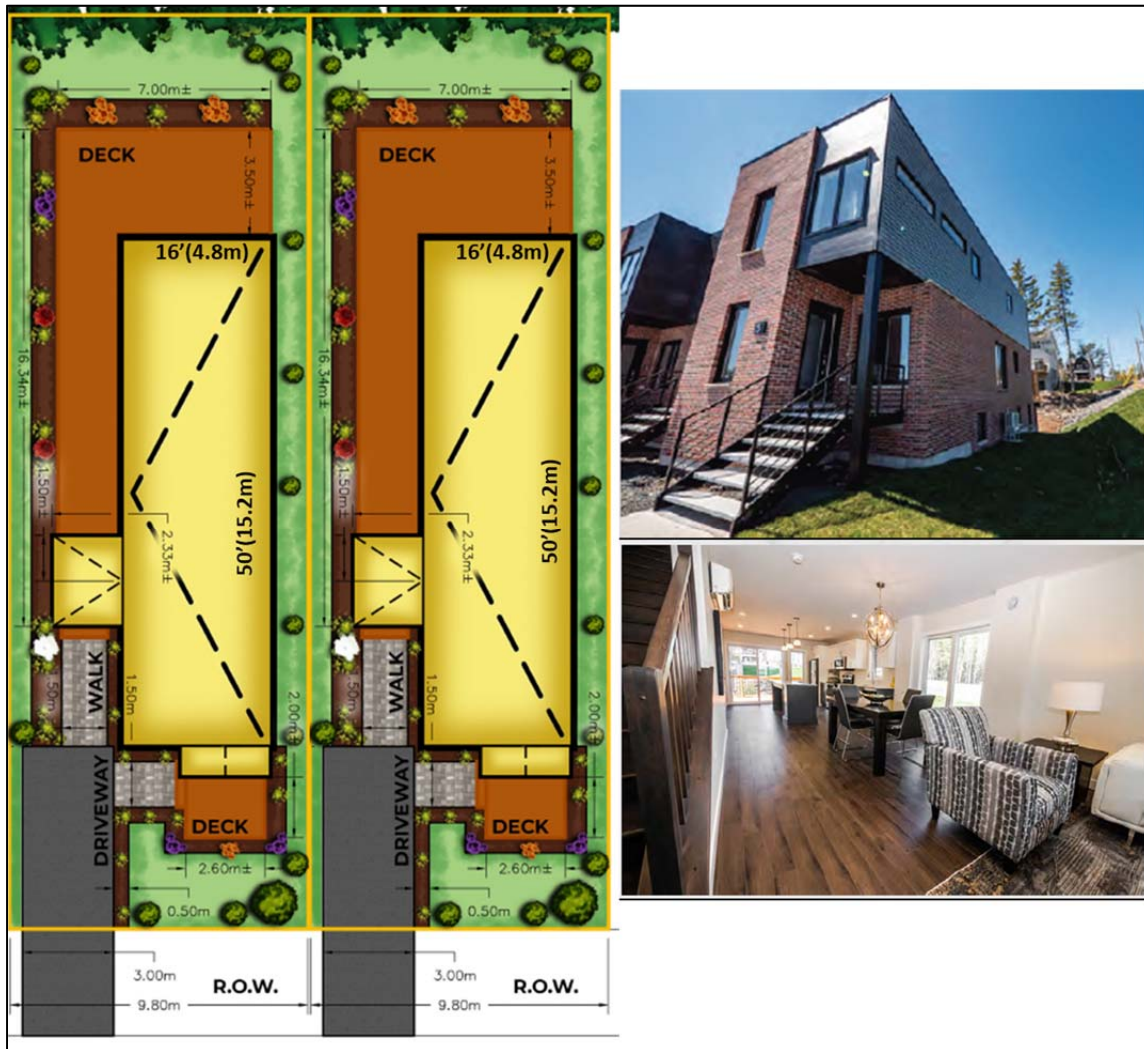 7.00m±
DECK
3.50m±
16'(4.8m)
16.34m±
1.50m±
2.33m±
50'(15.2m)
WALK
1.50m
2.00m±
DRIVEWAY
DECK
2.60m±
0.50m
3.00m
R.O.W.
9.80m
7.00m±
DECK
3.50m±
16'(4.8m)
16.34m±
1.50m±
2.33m±
50'(15.2m)
WALK
1.50m
2.00m±
DRIVEWAY
DECK
2.60m±
0.50m
3.00m
R.O.W.
9.80m